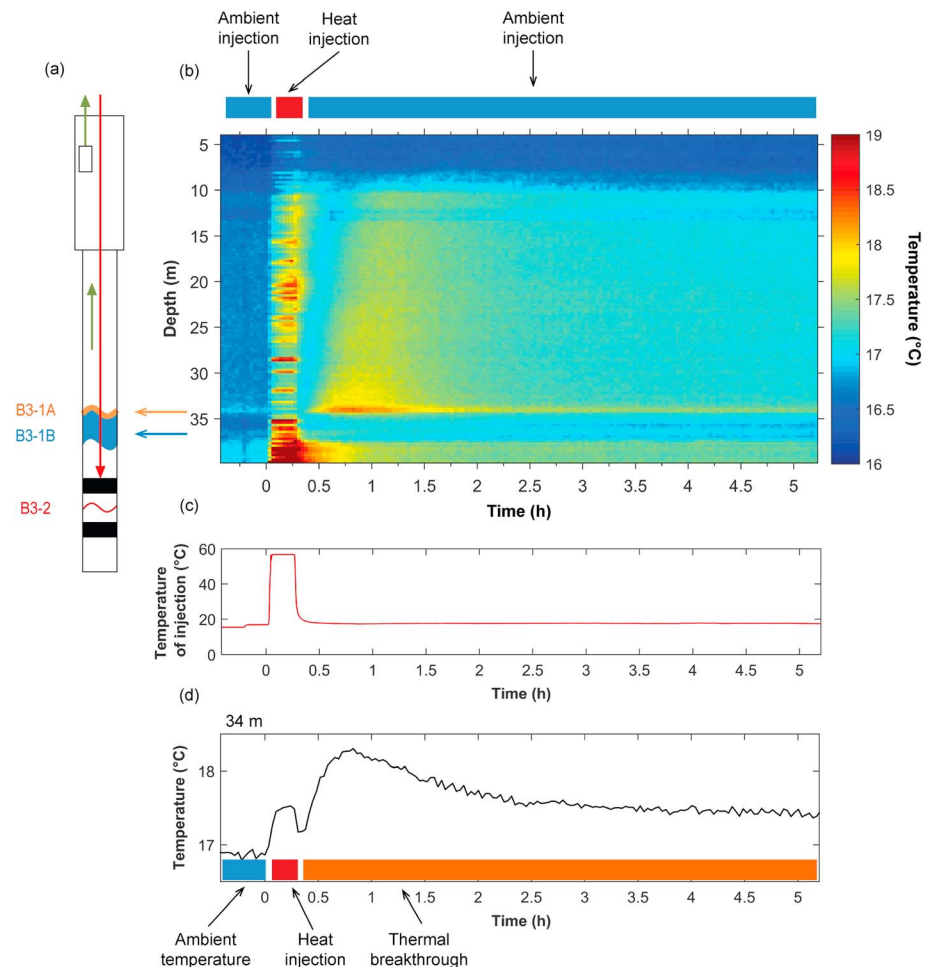 Ambient
injection
Heat
injection
Ambient
injection
(a)
(b)
5
10
15
20
25
30
35
Depth (m)
0 0.5 1 1.5 2 2.5 3 3.5 4 4.5 5
Time (h)
19
18.5
18
17.5
17
16.5
16
Temperature (°C)
B3-1A
B3-1B
B3-2
(c)
60
40
20
0
Temperature
of injection (°C)
0 0.5 1 1.5 2 2.5 3 3.5 4 4.5 5
Time (h)
(d)
34 m
18
17
Temperature (°C)
0 0.5 1 1.5 2 2.5 3 3.5 4 4.5 5
Time (h)
Ambient
temperature
Heat
injection
Thermal
breakthrough